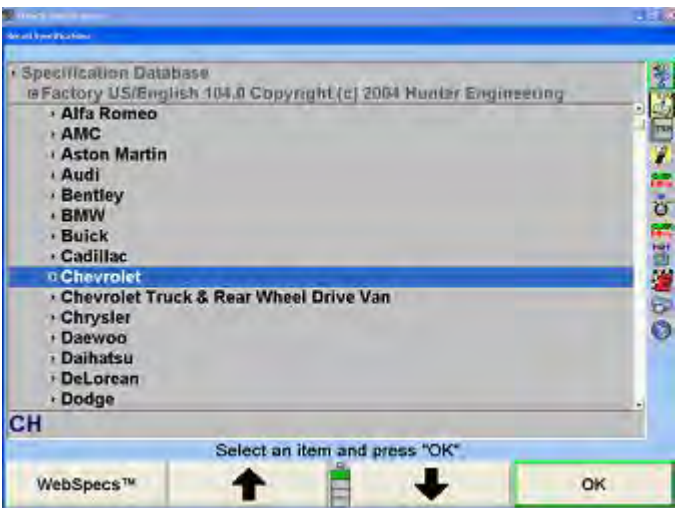 Recall Specifications
Specification Database
Factory US/English 104.0 Copyright (c) 2004 Hunter Engineering
Alfa Romeo
AMC
Aston Martin
Audi
Bentley
BMW
Buick
Cadillac
Chevrolet
Chevrolet Truck & Rear Wheel Drive Van
Chrysler
Daewoo
Daihatsu
DeLorean
Dodge
CH
Select an item and press "OK".
WebSpecs™
OK